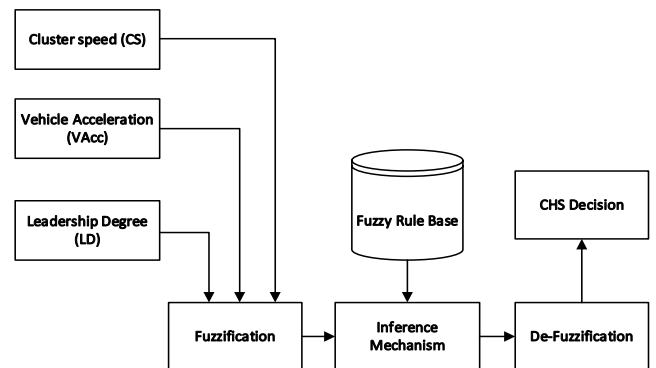 Cluster speed (CS)
Vehicle Acceleration
(VAcc)
Leadership Degree
(LD)
Fuzzy Rule Base
CHS Decision
Fuzzification
Inference
Mechanism
De-Fuzzification